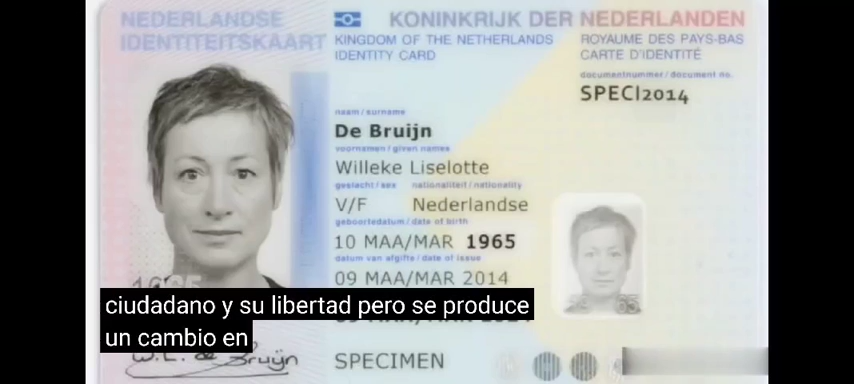 NEDERLANDSE
IDENTITEITSKAART
KONINKRIJK DER NEDERLANDEN
KINGDOM OF THE NETHERLANDS
IDENTITY CARD
ROYAUME DES PAYS-BAS
CARTE D'IDENTITÉ
documentnummer / document no.
SPECI2014
naam / surname
De Bruijn
voornamen / given names
Willeke Liselotte
geslacht / sex nationaliteit / nationality
V/F Nederlandse
geboortedatum / date of birth
10 MAA/MAR 1965
datum van afgifte / date of issue
09 MAA/MAR 2014
ciudadano y su libertad pero se produce
un cambio en
W.L. de Bruijn
SPECIMEN